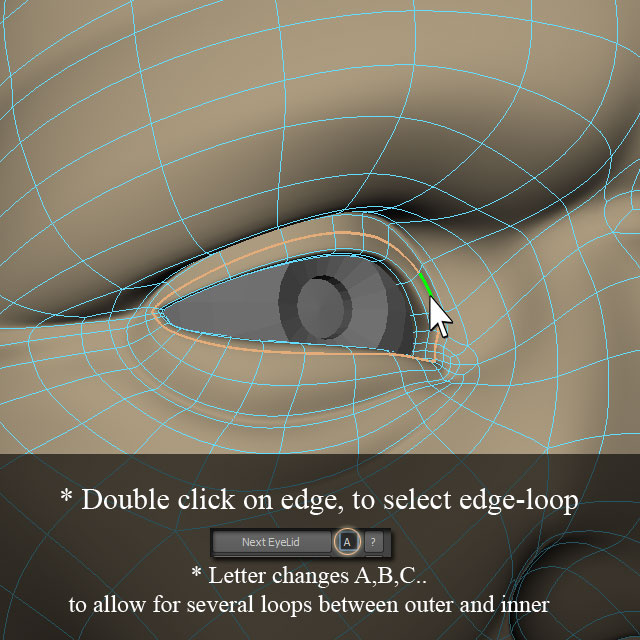 * Double click on edge, to select edge-loop
Next EyeLid A ?
* Letter changes A,B,C..
to allow for several loops between outer and inner